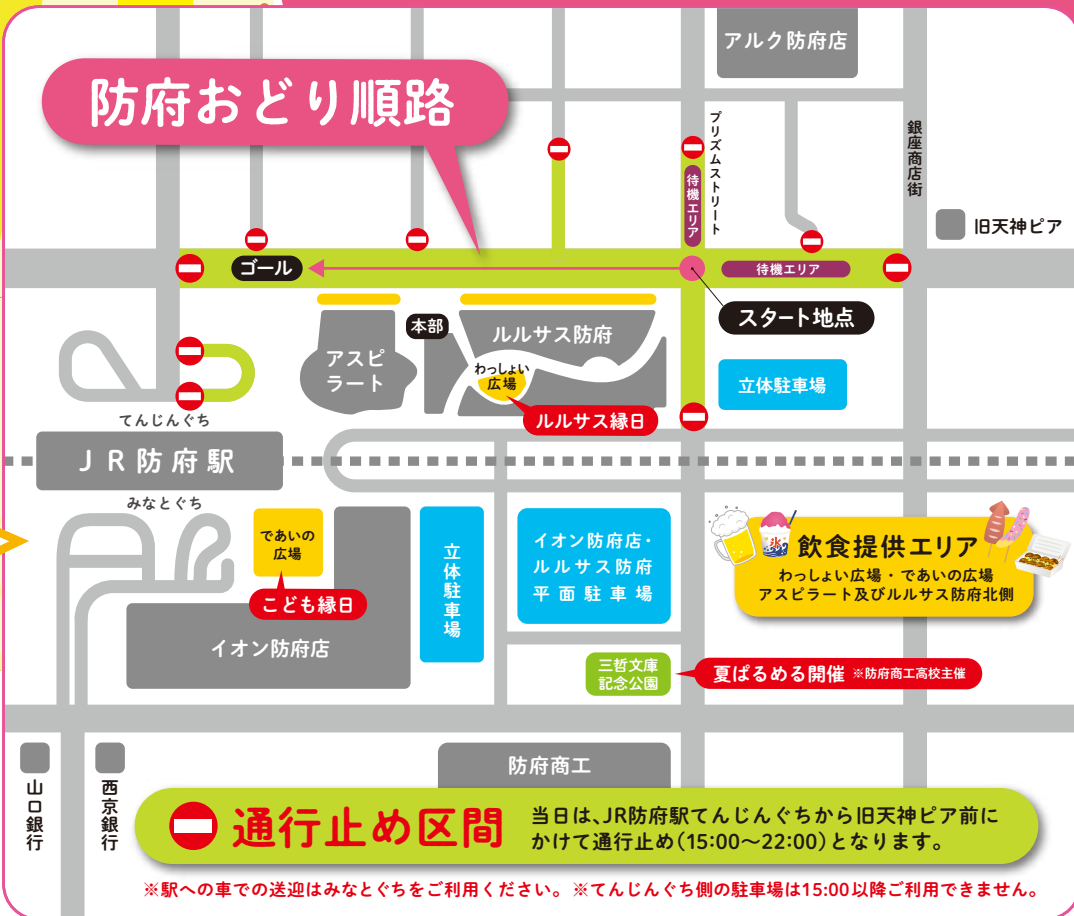 アルク防府店
防府おどり順路
プリズムストリート
待機エリア
銀座商店街
旧天神ピア
ゴール
待機エリア
スタート地点
本部
ルルサス防府
アスピ
ラート
わっしょい
広場
立体駐車場
ルルサス縁日
てんじんぐち
JR防府駅
みなとぐち
であいの
広場
こども縁日
イオン防府店
立体駐車場
イオン防府店・
ルルサス防府
平面駐車場
氷
飲食提供エリア
わっしょい広場・であいの広場
アスピラート及びルルサス防府北側
三哲文庫
記念公園
夏ぱるめる開催 ※防府商工高校主催
防府商工
山口銀行
西京銀行
通行止め区間
当日は、JR防府駅てんじんぐちから旧天神ピア前に
かけて通行止め(15:00〜22:00)となります。
※駅への車での送迎はみなとぐちをご利用ください。 ※てんじんぐち側の駐車場は15:00以降ご利用できません。